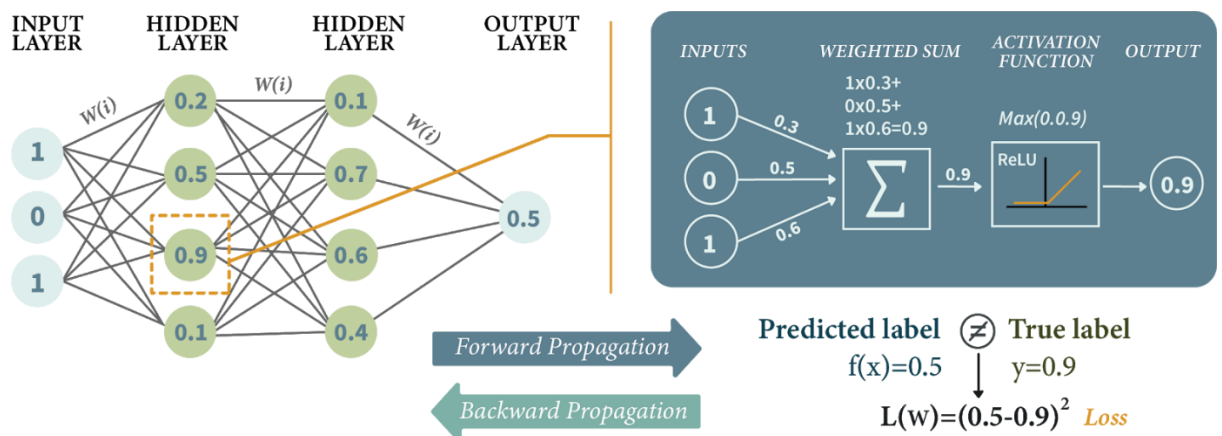 INPUT
LAYER
HIDDEN
LAYER
HIDDEN
LAYER
OUTPUT
LAYER
W(i)
W(i)
W(i)
1
0
1
0.2
0.5
0.9
0.1
0.1
0.7
0.6
0.4
0.5
INPUTS
WEIGHTED SUM
ACTIVATION
FUNCTION
OUTPUT
1x0.3+
0x0.5+
1x0.6=0.9
Max(0.0.9)
1
0
1
0.3
0.5
0.6
Σ
0.9
ReLU
0.9
Forward Propagation
Backward Propagation
Predicted label ≠ True label
f(x)=0.5 y=0.9
L(w)=(0.5-0.9)² Loss